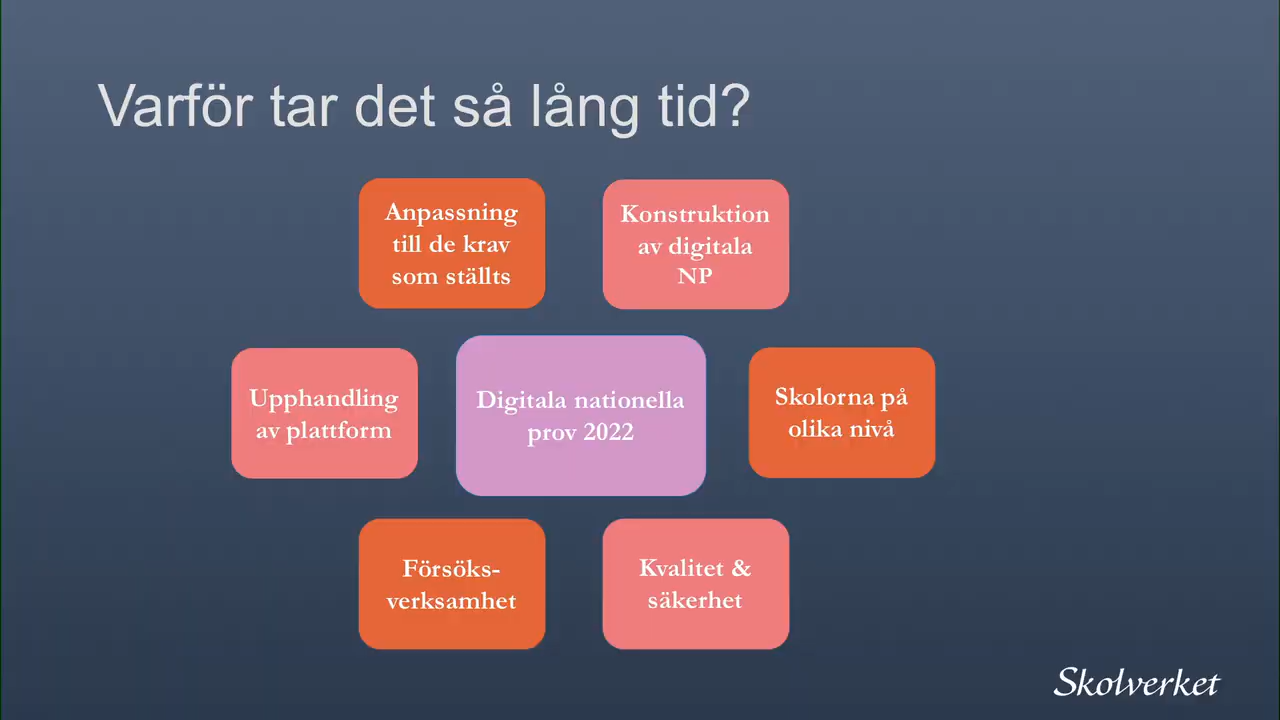 Varför tar det så lång tid?
Anpassning
till de krav
som ställts
Konstruktion
av digitala
NP
Upphandling
av plattform
Digitala nationella
prov 2022
Skolorna på
olika nivå
Försöks-
verksamhet
Kvalitet &
säkerhet
Skolverket